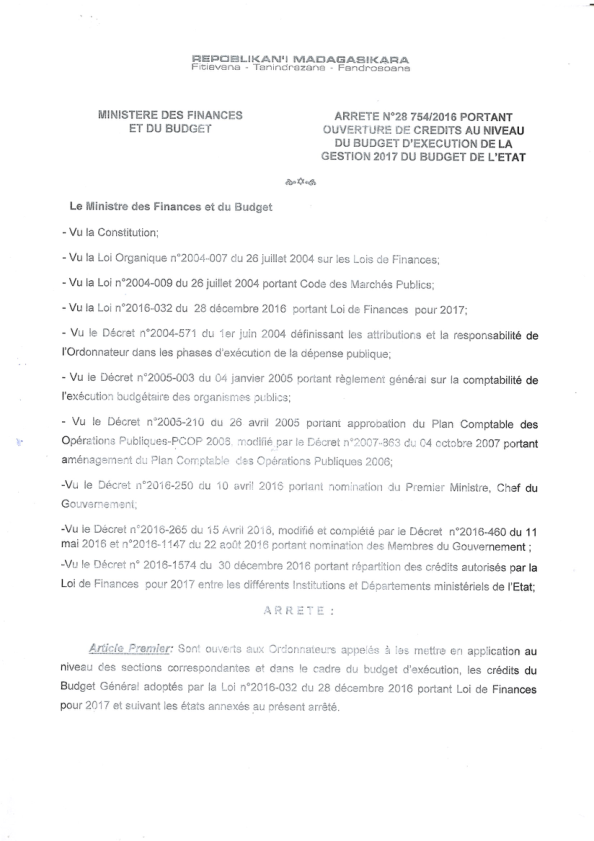 REPOBLIKAN'I MADAGASIKARA
Fitiavana - Tanindrazana - Fandrosoana
MINISTERE DES FINANCES
ET DU BUDGET
ARRETE N°28 754/2016 PORTANT
OUVERTURE DE CREDITS AU NIVEAU
DU BUDGET D'EXECUTION DE LA
GESTION 2017 DU BUDGET DE L'ETAT
Le Ministre des Finances et du Budget
- Vu la Constitution;
- Vu la Loi Organique n°2004-007 du 26 juillet 2004 sur les Lois de Finances;
- Vu la Loi n°2004-009 du 26 juillet 2004 portant Code des Marchés Publics;
- Vu la Loi n°2016-032 du 28 décembre 2016 portant Loi de Finances pour 2017;
- Vu le Décret n°2004-571 du 1er juin 2004 définissant les attributions et la responsabilité de
l'Ordonnateur dans les phases d'exécution de la dépense publique;
- Vu le Décret n°2005-003 du 04 janvier 2005 portant règlement général sur la comptabilité de
l'exécution budgétaire des organismes publics;
- Vu le Décret n°2005-210 du 26 avril 2005 portant approbation du Plan Comptable des
Opérations Publiques-PCOP 2006, modifié par le Décret n°2007-863 du 04 octobre 2007 portant
aménagement du Plan Comptable des Opérations Publiques 2006;
-Vu le Décret n°2016-250 du 10 avril 2016 portant nomination du Premier Ministre, Chef du
Gouvernement;
-Vu le Décret n°2016-265 du 15 Avril 2016, modifié et complété par le Décret n°2016-460 du 11
mai 2016 et n°2016-1147 du 22 août 2016 portant nomination des Membres du Gouvernement ;
-Vu le Décret n° 2016-1574 du 30 décembre 2016 portant répartition des crédits autorisés par la
Loi de Finances pour 2017 entre les différents Institutions et Départements ministériels de l'Etat;
A R R E T E :
Article Premier: Sont ouverts aux Ordonnateurs appelés à les mettre en application au
niveau des sections correspondantes et dans le cadre du budget d'exécution, les crédits du
Budget Général adoptés par la Loi n°2016-032 du 28 décembre 2016 portant Loi de Finances
pour 2017 et suivant les états annexés au présent arrêté.